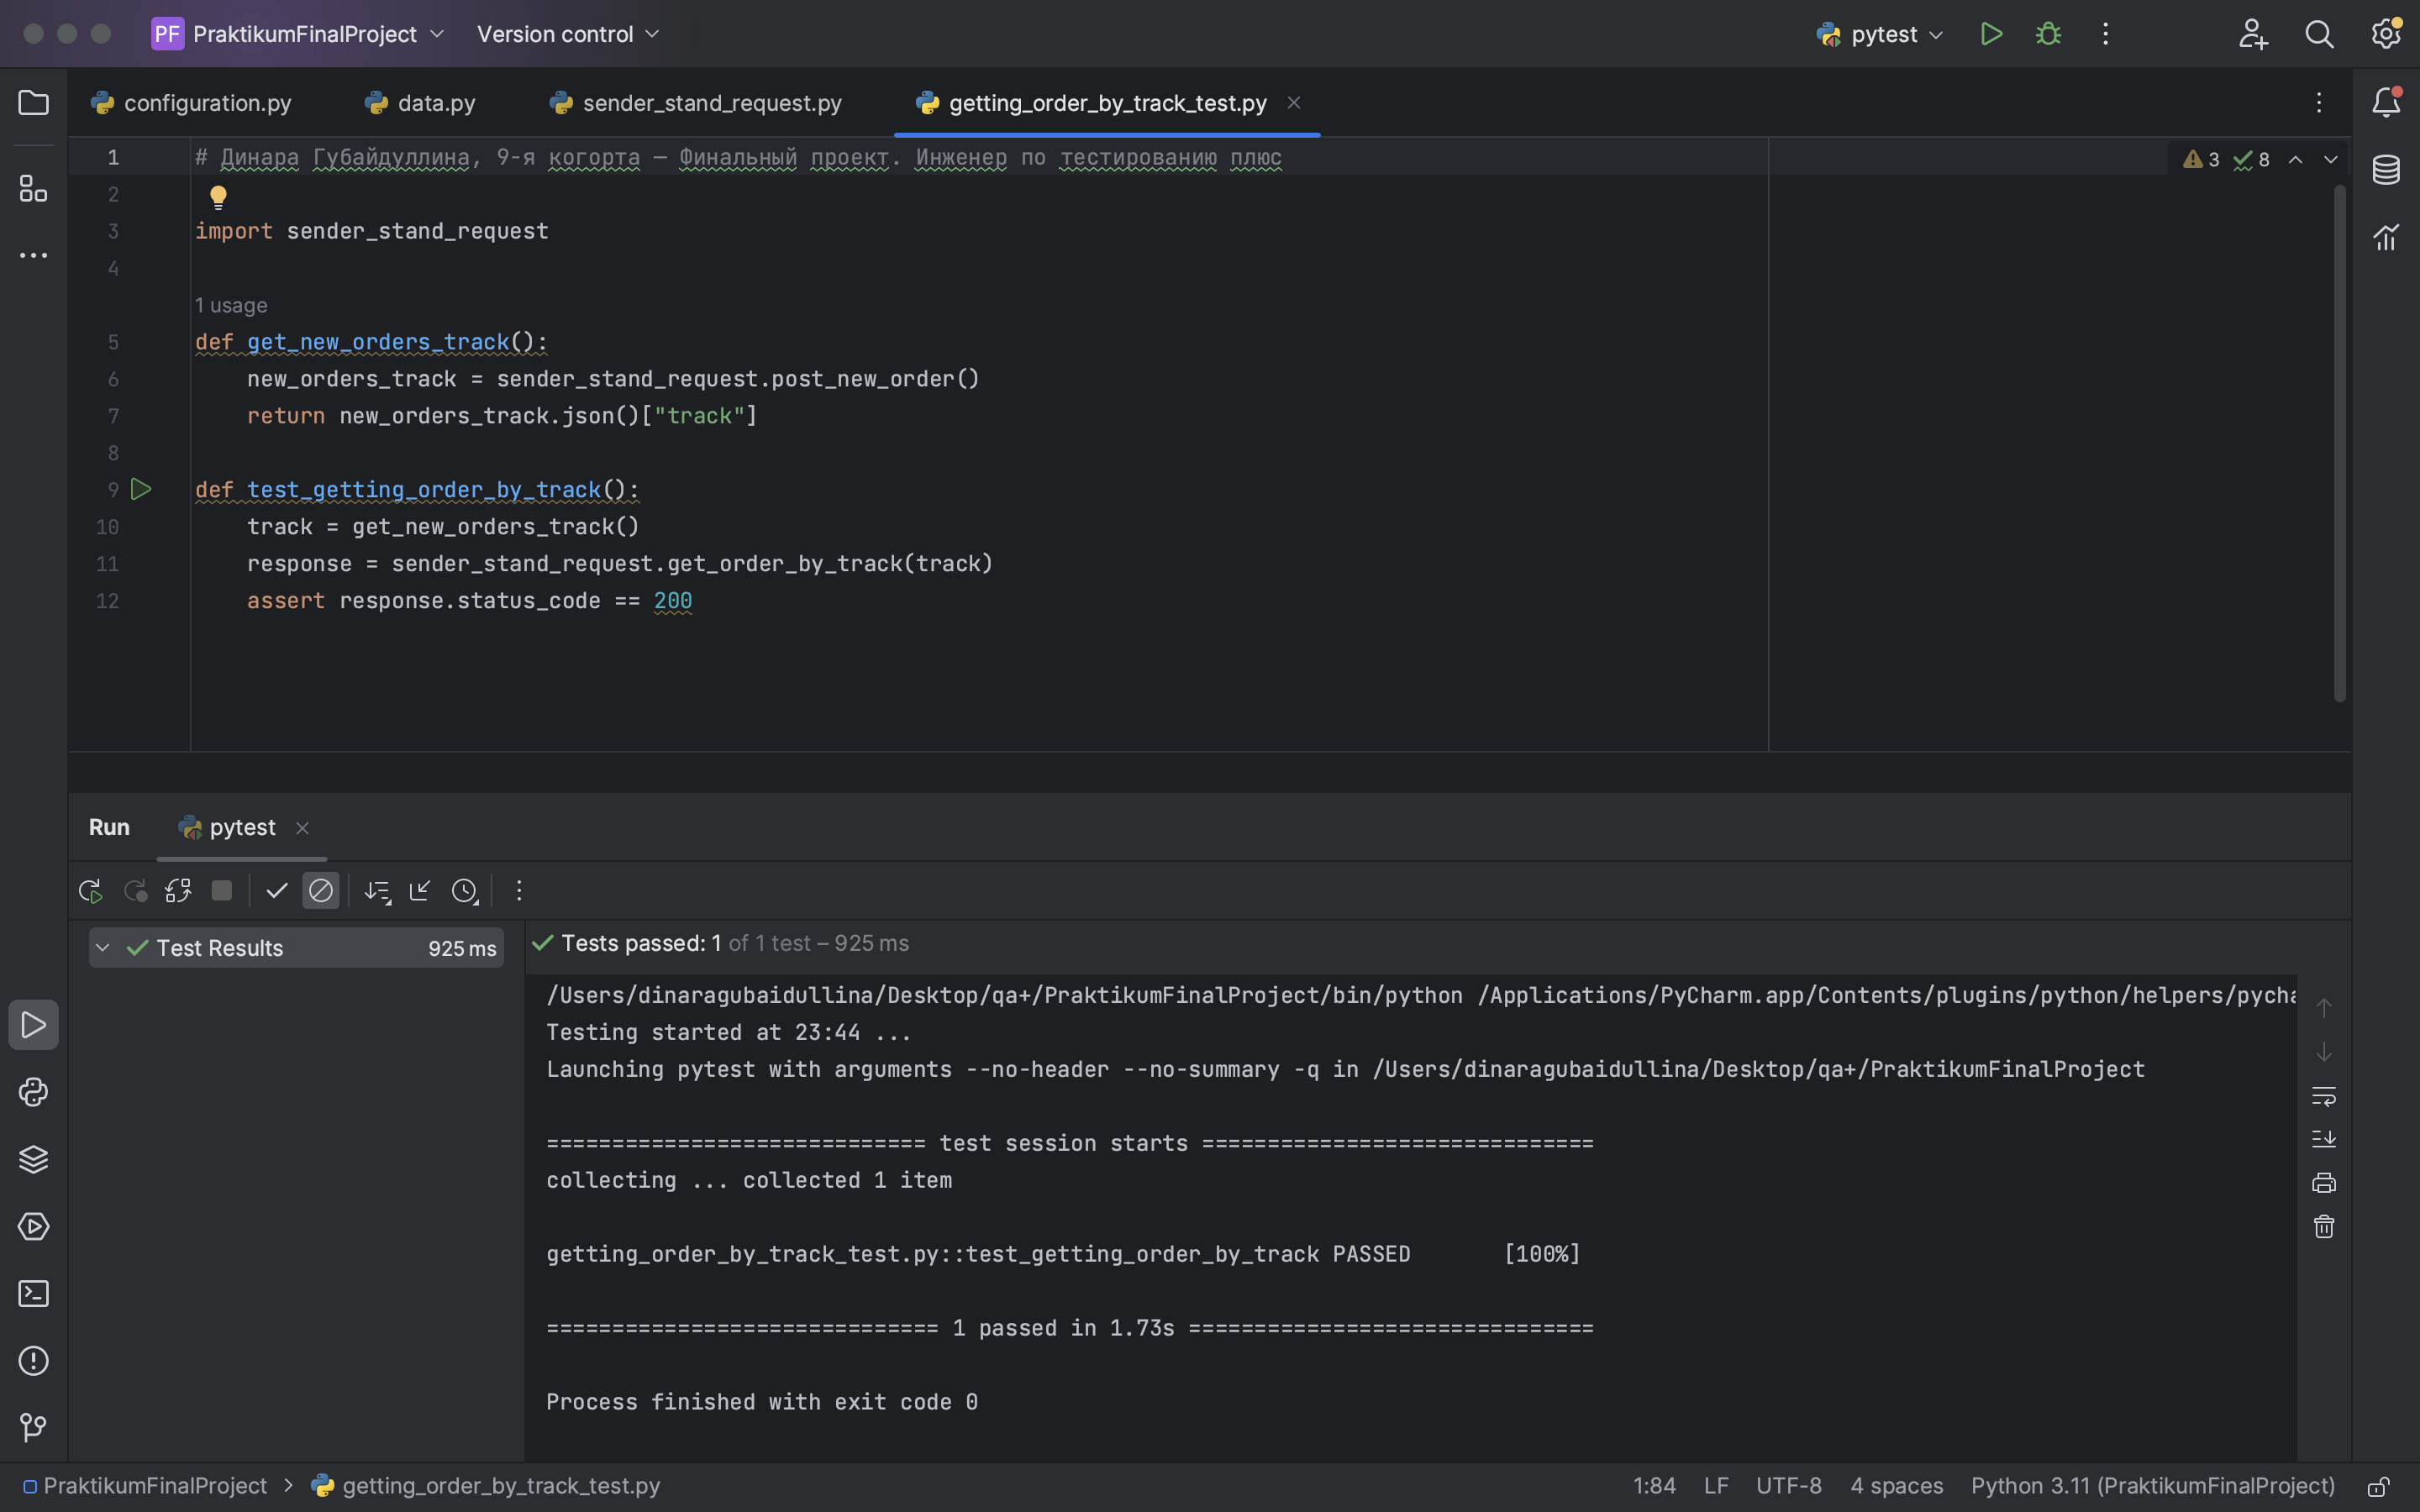 PF PraktikumFinalProject Version control pytest
configuration.py data.py sender_stand_request.py getting_order_by_track_test.py
1 # Динара Губайдуллина, 9-я когорта — Финальный проект. Инженер по тестированию плюс 3 8
2
3 import sender_stand_request
4
1 usage
5 def get_new_orders_track():
6 new_orders_track = sender_stand_request.post_new_order()
7 return new_orders_track.json()["track"]
8
9 def test_getting_order_by_track():
10 track = get_new_orders_track()
11 response = sender_stand_request.get_order_by_track(track)
12 assert response.status_code == 200
Run pytest
Test Results 925 ms
Tests passed: 1 of 1 test – 925 ms
/Users/dinaragubaidullina/Desktop/qa+/PraktikumFinalProject/bin/python /Applications/PyCharm.app/Contents/plugins/python/helpers/pycha
Testing started at 23:44 ...
Launching pytest with arguments --no-header --no-summary -q in /Users/dinaragubaidullina/Desktop/qa+/PraktikumFinalProject
============================= test session starts ==============================
collecting ... collected 1 item
getting_order_by_track_test.py::test_getting_order_by_track PASSED [100%]
============================== 1 passed in 1.73s ===============================
Process finished with exit code 0
PraktikumFinalProject > getting_order_by_track_test.py 1:84 LF UTF-8 4 spaces Python 3.11 (PraktikumFinalProject)